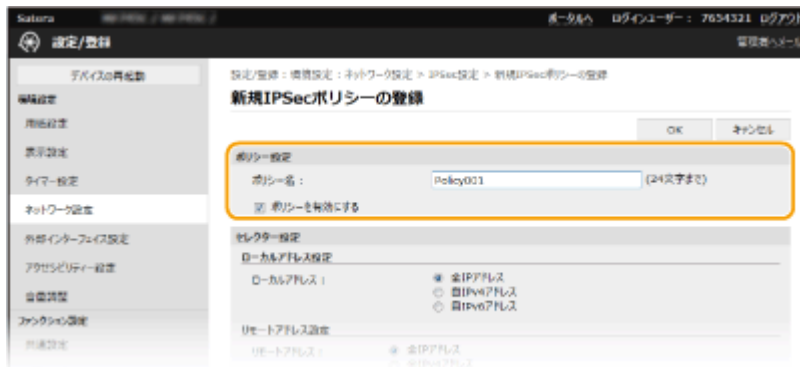 Satera
ポータルへ ログインユーザー： 7654321 ログアウト
設定/登録
管理者へメール
デバイスの再起動
設定/登録：環境設定：ネットワーク設定 > IPSec設定 > 新規IPSecポリシーの登録
環境設定
新規IPSecポリシーの登録
用紙設定
OK キャンセル
表示設定
ポリシー設定
タイマー設定
ポリシー名： Policy001 (24文字まで)
ネットワーク設定
ポリシーを有効にする
外部インターフェイス設定
セレクター設定
アクセシビリティー設定
ローカルアドレス設定
ローカルアドレス： 全IPアドレス
音量調整
自IPv4アドレス
自IPv6アドレス
ファンクション設定
リモートアドレス設定
共通設定
リモートアドレス： 全IPアドレス